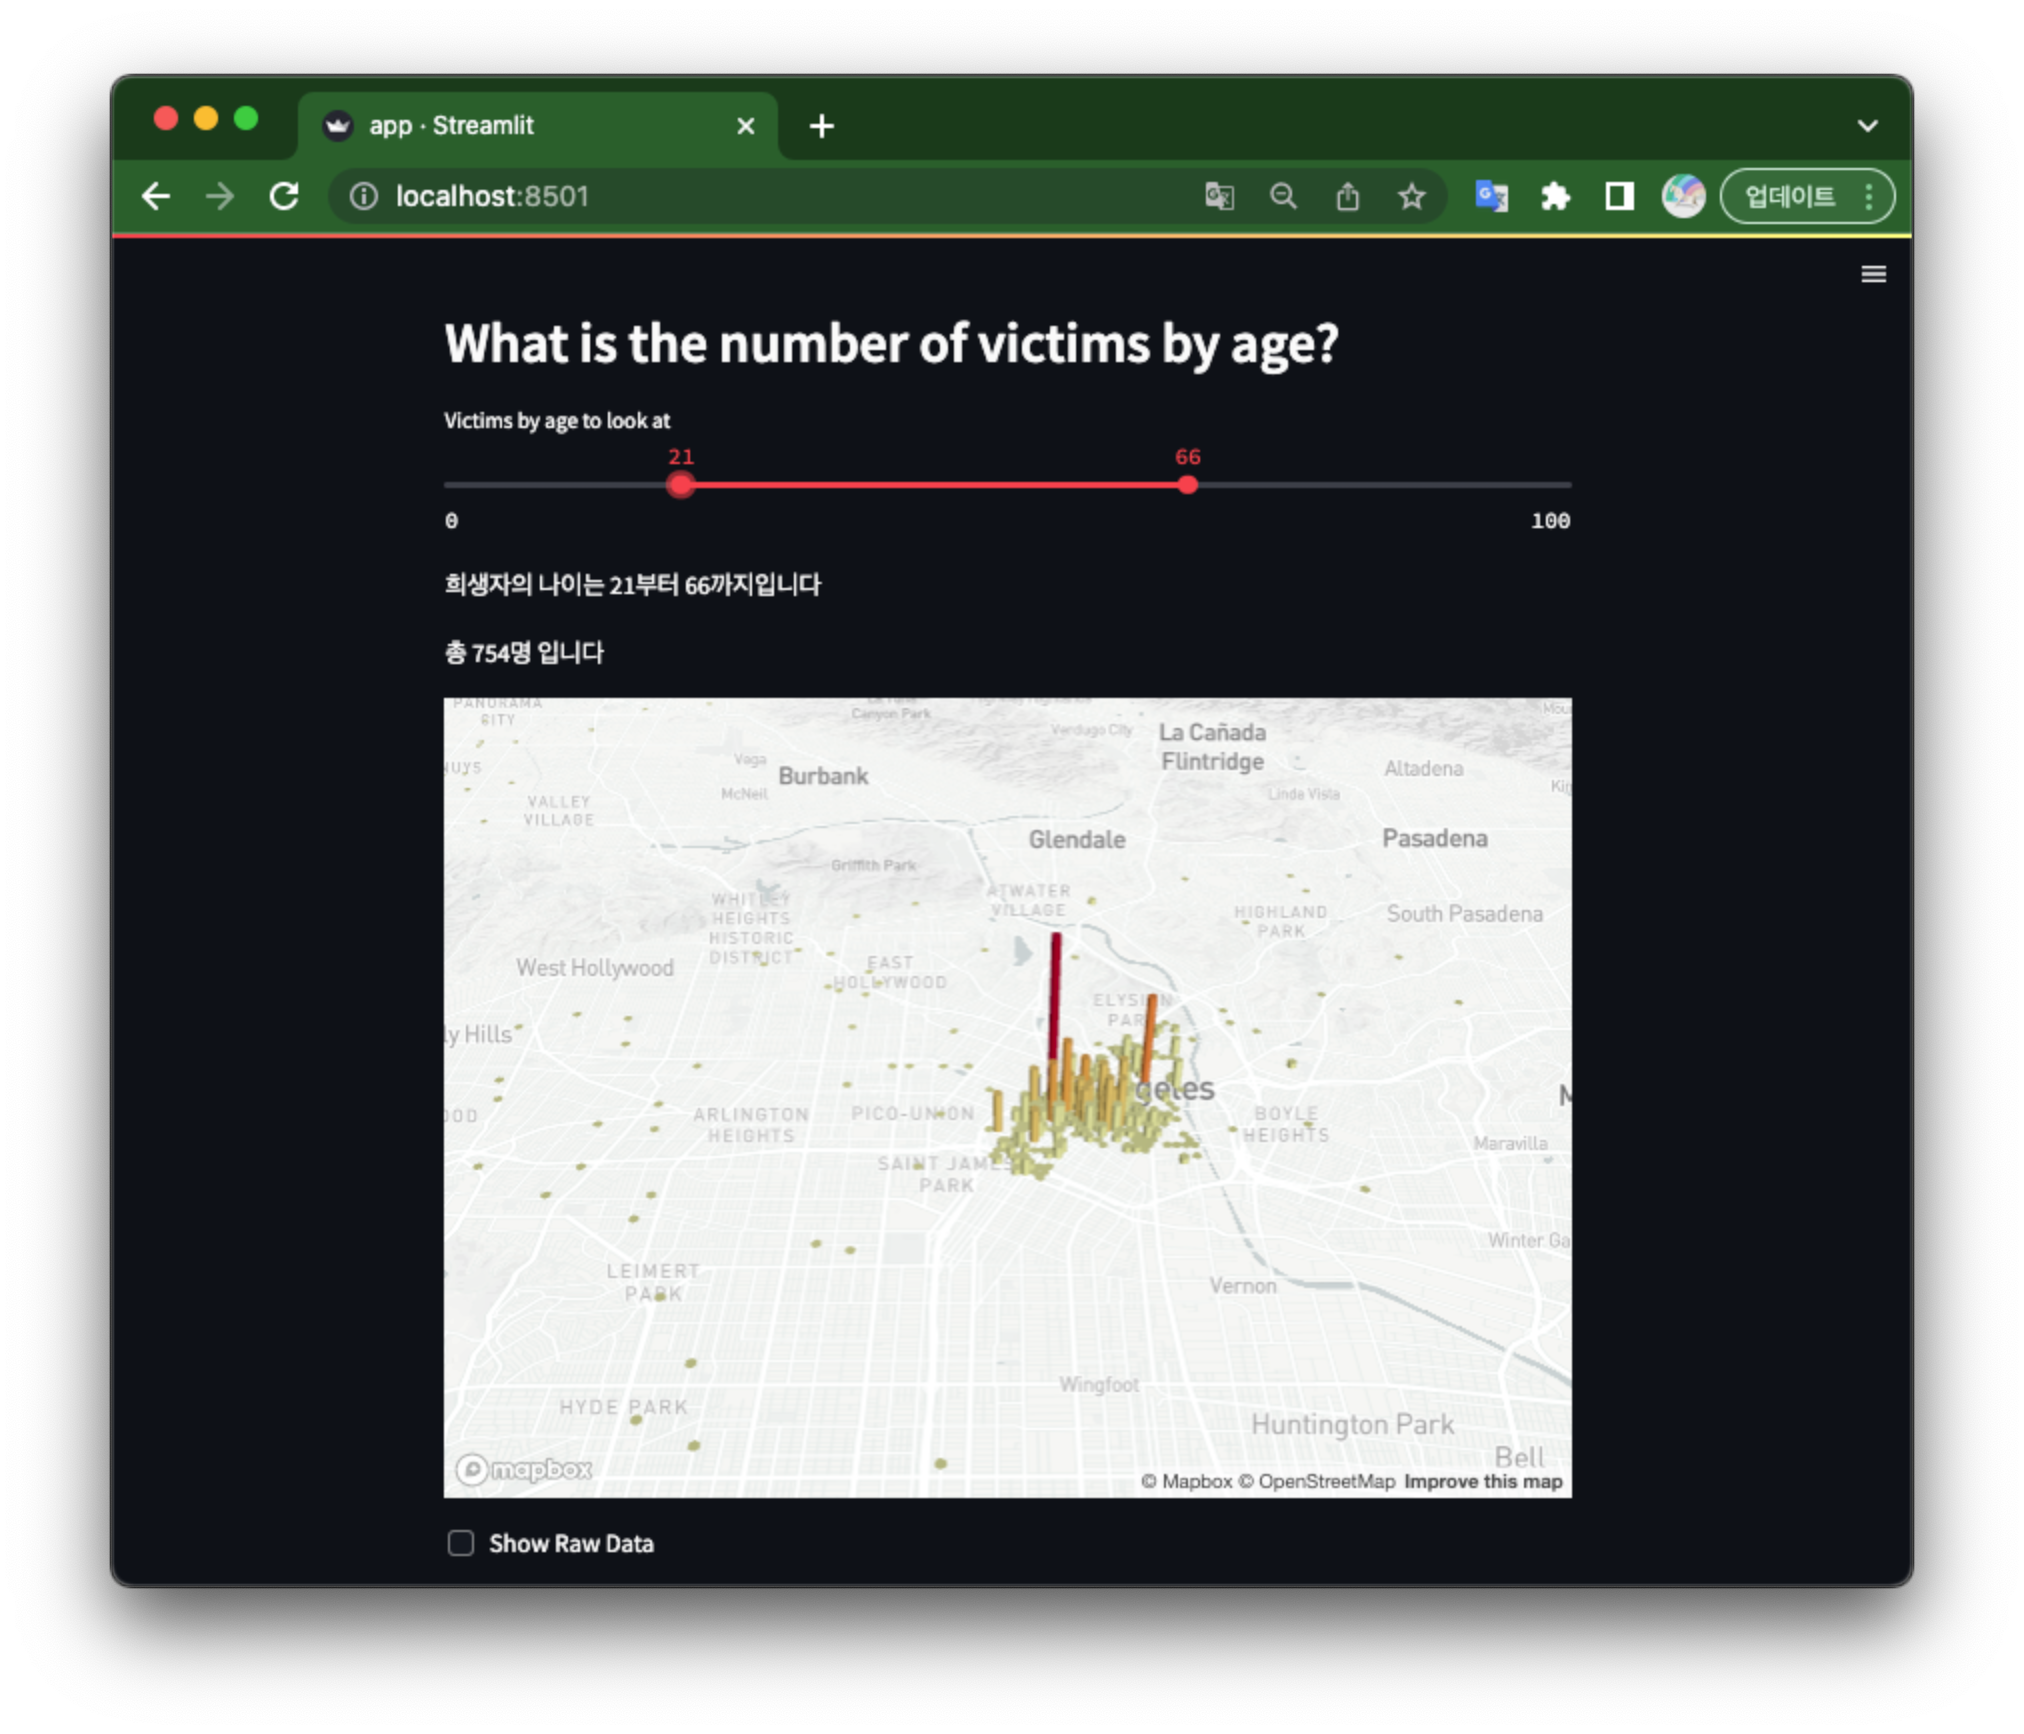 app · Streamlit
localhost:8501
업데이트
What is the number of victims by age?
Victims by age to look at
21 66
0 100
희생자의 나이는 21부터 66까지입니다
총 754명 입니다
PANORAMA
CITY
Canyon Park
Verdugo City
La Cañada
Flintridge
Vega
Burbank
Altadena
McNeil
Linda Vista
VALLEY
VILLAGE
Glendale
Pasadena
Griffith Park
ATWATER
VILLAGE
WHITLEY
HEIGHTS
HISTORIC
DISTRICT
HIGHLAND
PARK
South Pasadena
West Hollywood
EAST
HOLLYWOOD
ELYSIAN
PARK
ly Hills
geles
ARLINGTON
HEIGHTS
PICO-UNION
BOYLE
HEIGHTS
Maravilla
SAINT JAMES
PARK
Winter Ga
LEIMERT
PARK
Vernon
Wingfoot
HYDE PARK
Huntington Park
Bell
mapbox
© Mapbox © OpenStreetMap Improve this map
Show Raw Data